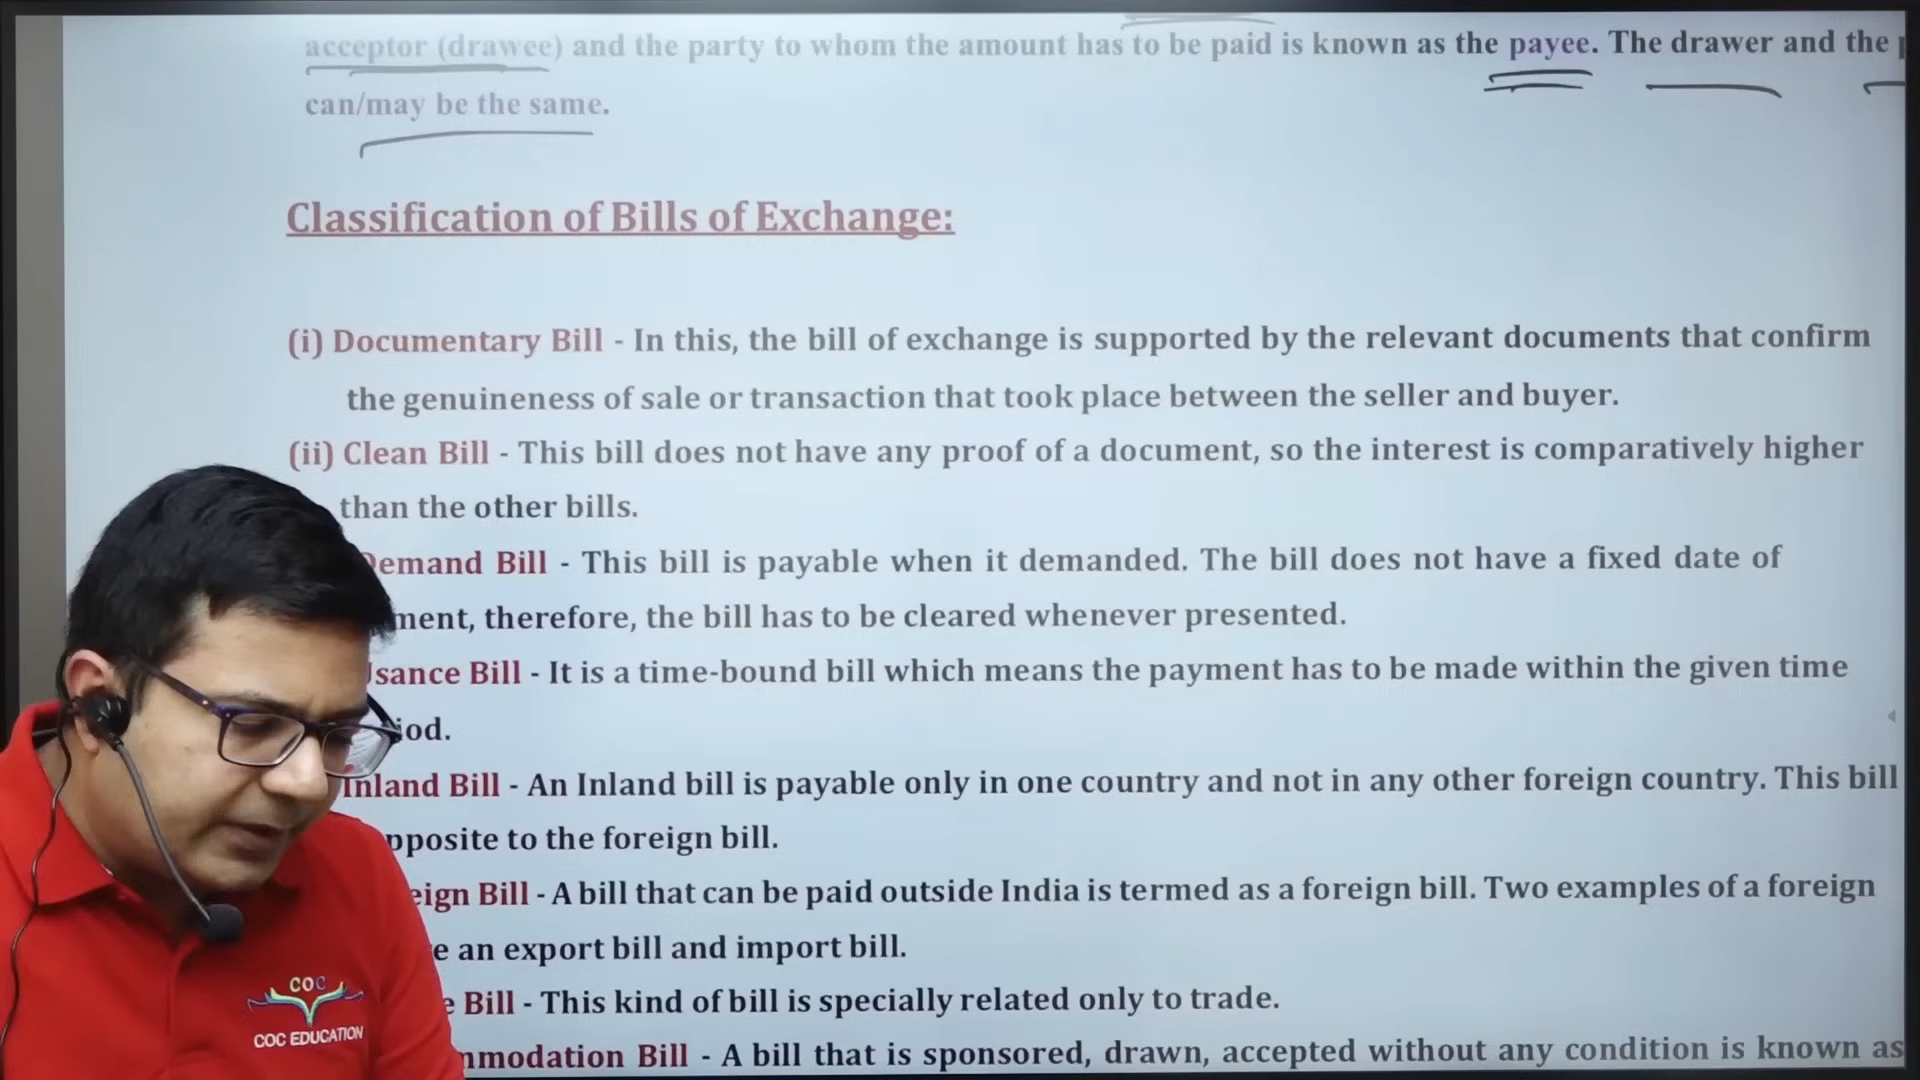 acceptor (drawee) and the party to whom the amount has to be paid is known as the payee. The drawer and the
can/may be the same.
Classification of Bills of Exchange:
(i) Documentary Bill - In this, the bill of exchange is supported by the relevant documents that confirm
the genuineness of sale or transaction that took place between the seller and buyer.
(ii) Clean Bill - This bill does not have any proof of a document, so the interest is comparatively higher
than the other bills.
Demand Bill - This bill is payable when it demanded. The bill does not have a fixed date of
ment, therefore, the bill has to be cleared whenever presented.
Usance Bill - It is a time-bound bill which means the payment has to be made within the given time
iod.
Inland Bill - An Inland bill is payable only in one country and not in any other foreign country. This bill
pposite to the foreign bill.
eign Bill - A bill that can be paid outside India is termed as a foreign bill. Two examples of a foreign
e an export bill and import bill.
e Bill - This kind of bill is specially related only to trade.
mmodation Bill - A bill that is sponsored, drawn, accepted without any condition is known as
COC
COC EDUCATION